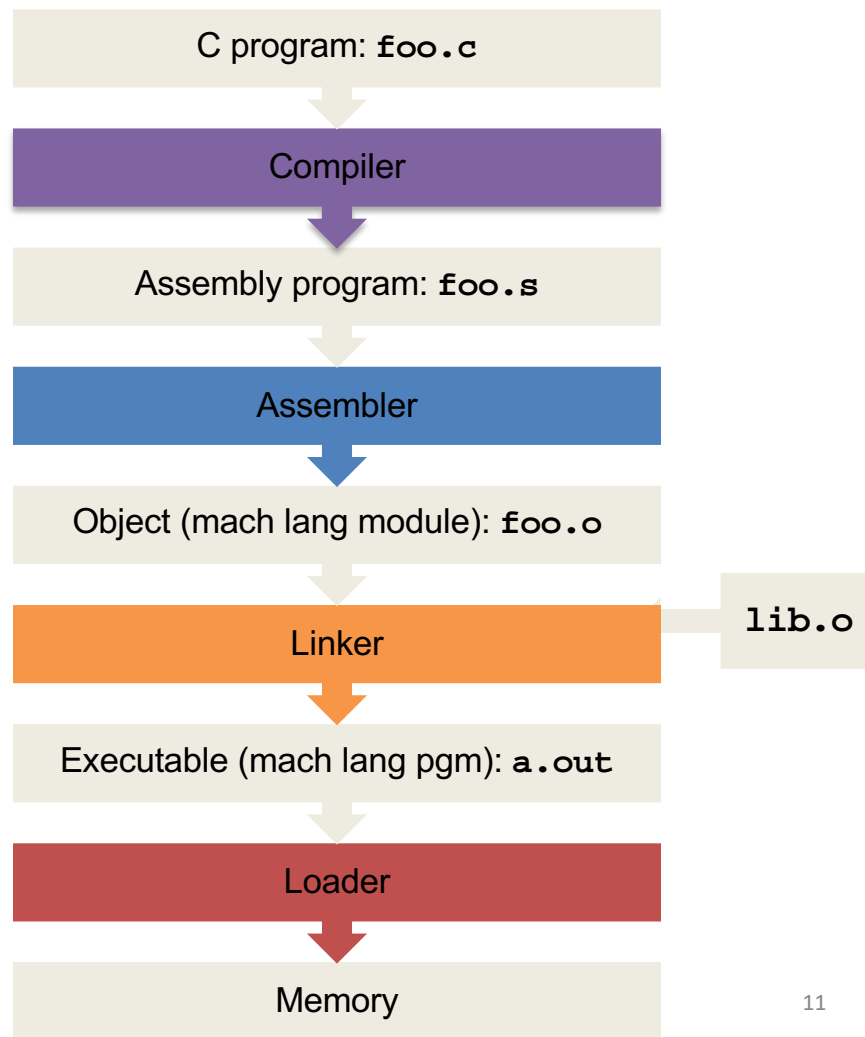 C program: foo.c
Compiler
Assembly program: foo.s
Assembler
Object (mach lang module): foo.o
lib.o
Linker
Executable (mach lang pgm): a.out
Loader
Memory
11